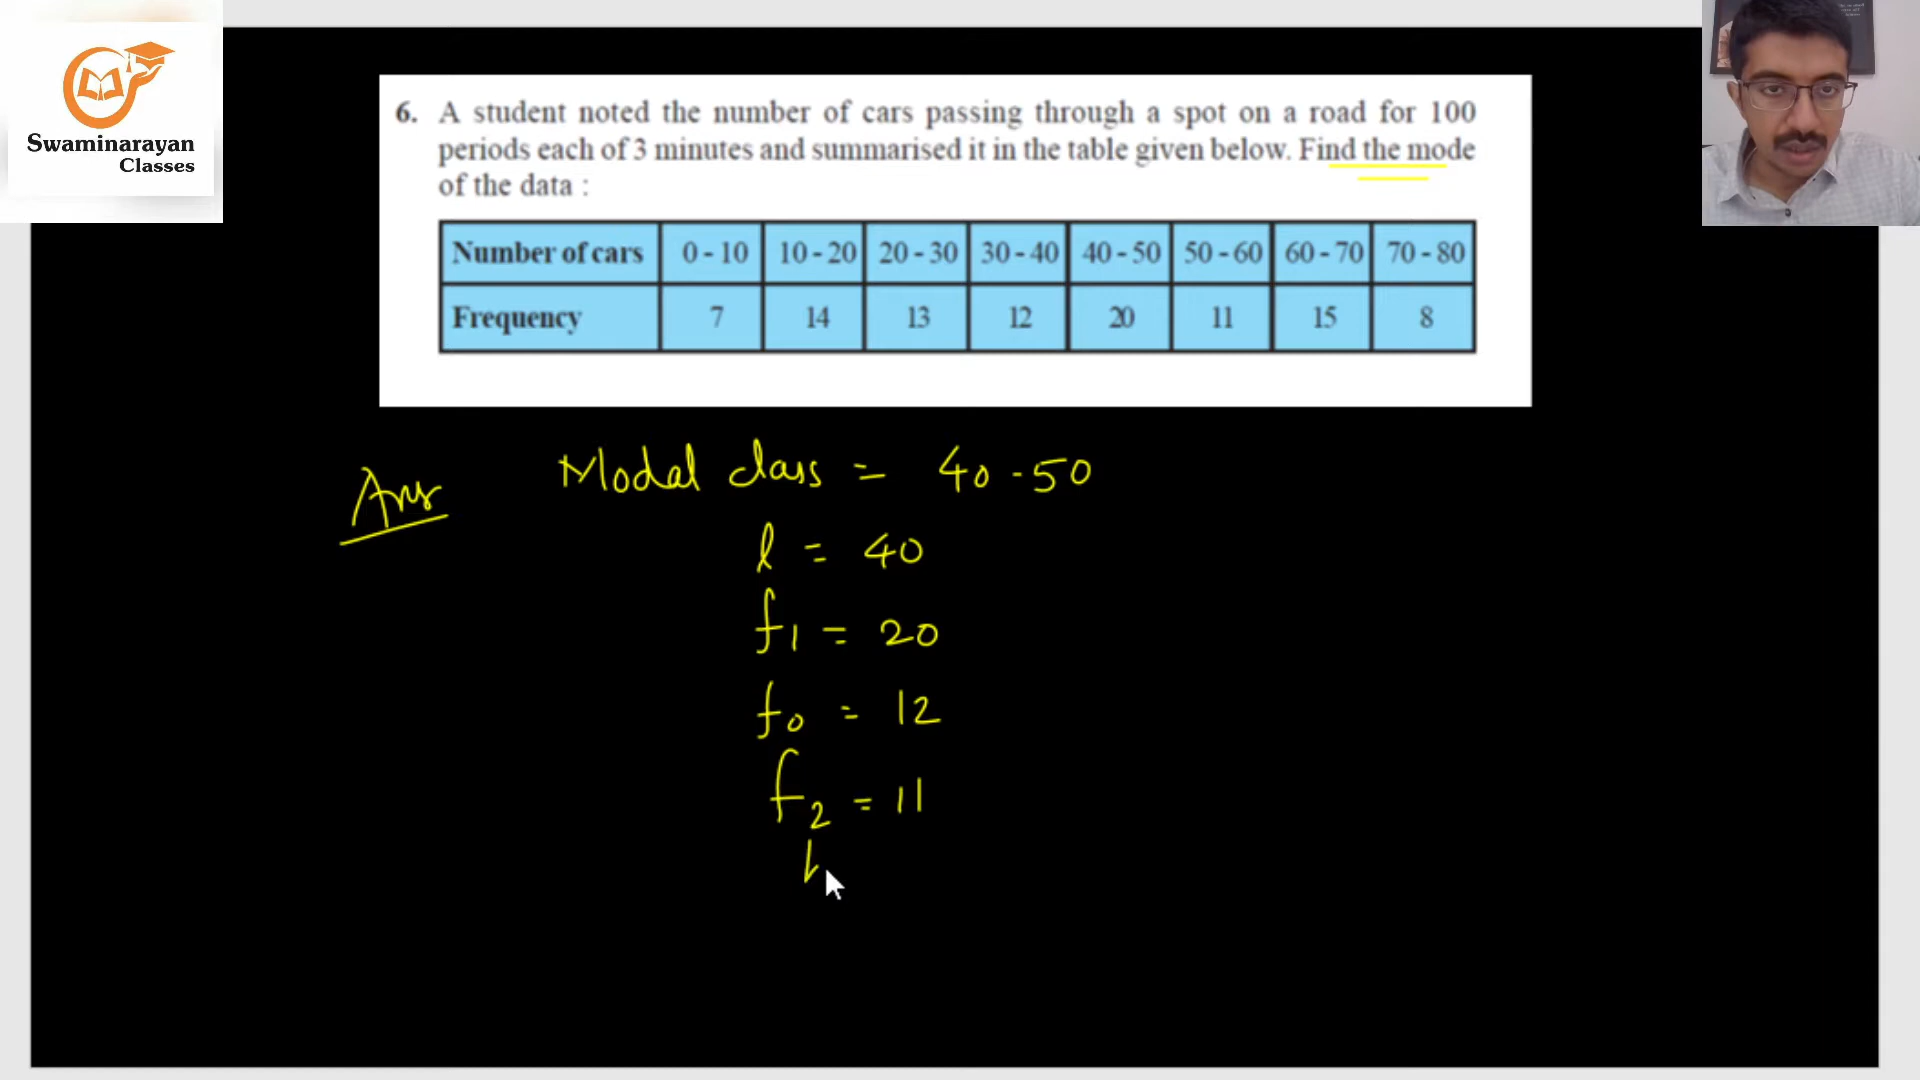 Swaminarayan
Classes
6. A student noted the number of cars passing through a spot on a road for 100
periods each of 3 minutes and summarised it in the table given below. Find the mode
of the data :
Number of cars 0 - 10 10 - 20 20 - 30 30 - 40 40 - 50 50 - 60 60 - 70 70 - 80
Frequency 7 14 13 12 20 11 15 8
Ans
Modal class = 40 - 50
l = 40
f1 = 20
f0 = 12
f2 = 11